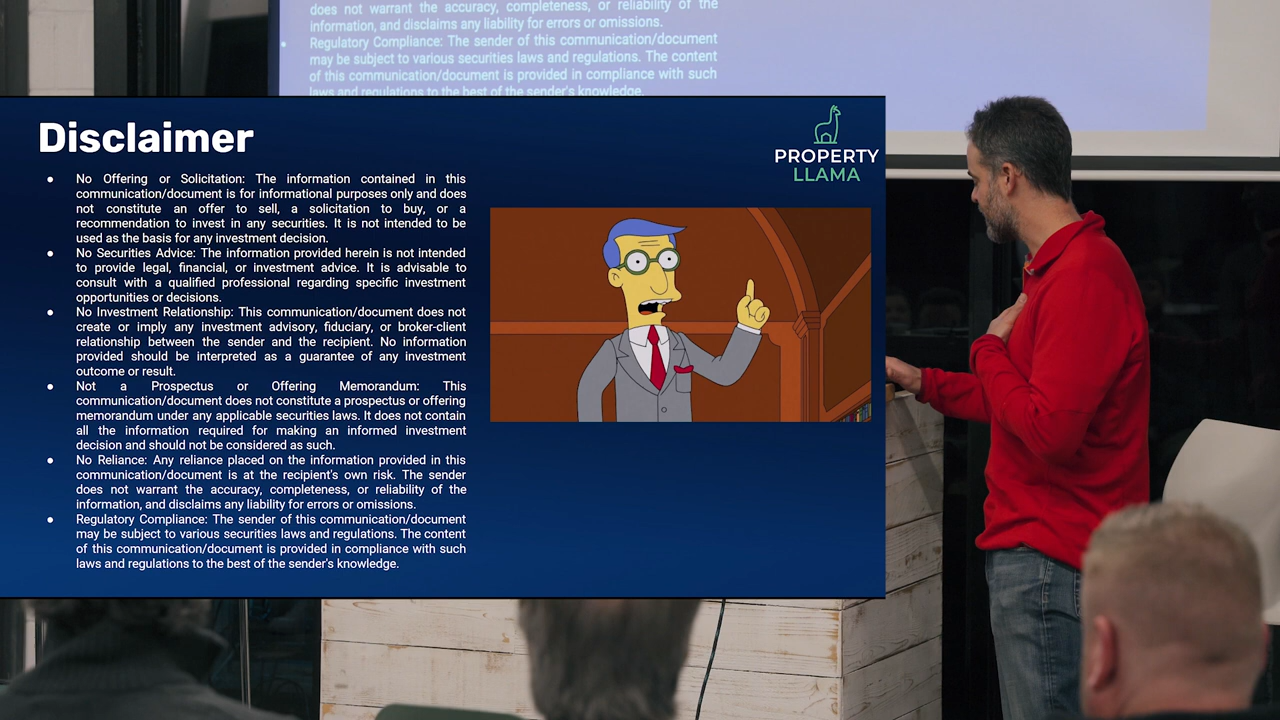 does not warrant the accuracy, completeness, or reliability of the
information, and disclaims any liability for errors or omissions.
• Regulatory Compliance: The sender of this communication/document
may be subject to various securities laws and regulations. The content
of this communication/document is provided in compliance with such
laws and regulations to the best of the sender's knowledge.
Disclaimer
PROPERTY
LLAMA
● No Offering or Solicitation: The information contained in this
communication/document is for informational purposes only and does
not constitute an offer to sell, a solicitation to buy, or a
recommendation to invest in any securities. It is not intended to be
used as the basis for any investment decision.
● No Securities Advice: The information provided herein is not intended
to provide legal, financial, or investment advice. It is advisable to
consult with a qualified professional regarding specific investment
opportunities or decisions.
● No Investment Relationship: This communication/document does not
create or imply any investment advisory, fiduciary, or broker-client
relationship between the sender and the recipient. No information
provided should be interpreted as a guarantee of any investment
outcome or result.
● Not a Prospectus or Offering Memorandum: This
communication/document does not constitute a prospectus or offering
memorandum under any applicable securities laws. It does not contain
all the information required for making an informed investment
decision and should not be considered as such.
● No Reliance: Any reliance placed on the information provided in this
communication/document is at the recipient's own risk. The sender
does not warrant the accuracy, completeness, or reliability of the
information, and disclaims any liability for errors or omissions.
● Regulatory Compliance: The sender of this communication/document
may be subject to various securities laws and regulations. The content
of this communication/document is provided in compliance with such
laws and regulations to the best of the sender's knowledge.